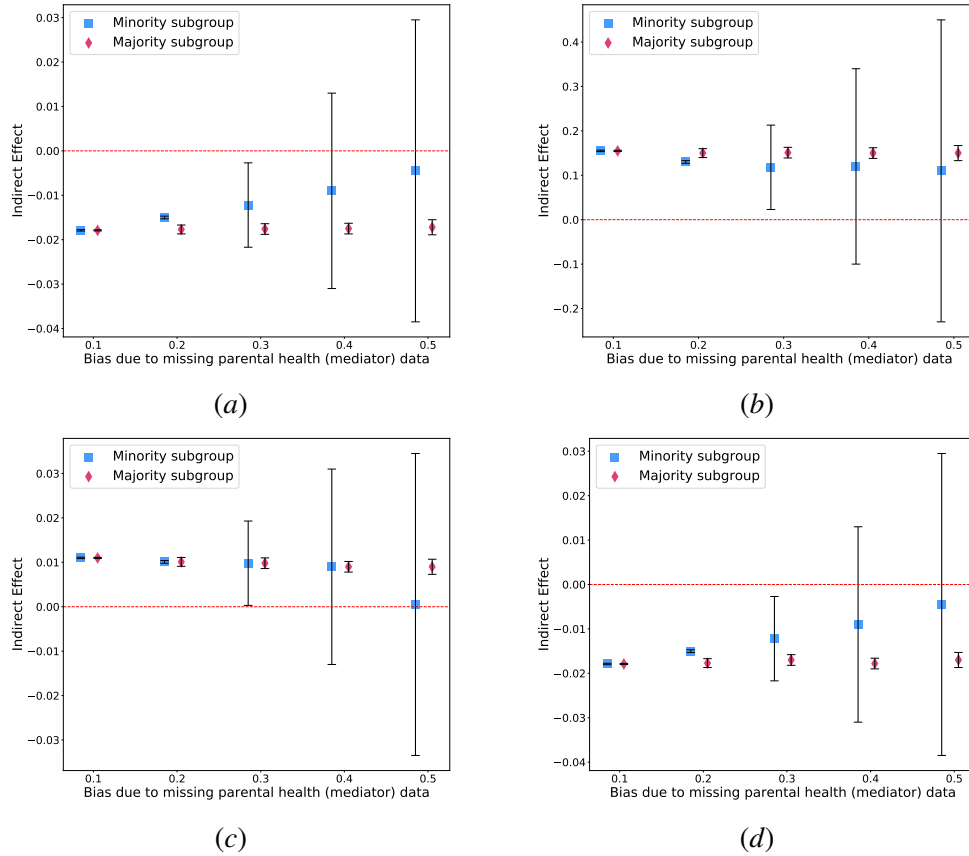 0.03
0.02
0.01
0.00
−0.01
−0.02
−0.03
−0.04
Indirect Effect
Minority subgroup
Majority subgroup
0.1 0.2 0.3 0.4 0.5
Bias due to missing parental health (mediator) data
(a)
0.4
0.3
0.2
0.1
0.0
−0.1
−0.2
Indirect Effect
Minority subgroup
Majority subgroup
0.1 0.2 0.3 0.4 0.5
Bias due to missing parental health (mediator) data
(b)
0.03
0.02
0.01
0.00
−0.01
−0.02
−0.03
Indirect Effect
Minority subgroup
Majority subgroup
0.1 0.2 0.3 0.4 0.5
Bias due to missing parental health (mediator) data
(c)
0.03
0.02
0.01
0.00
−0.01
−0.02
−0.03
−0.04
Indirect Effect
Minority subgroup
Majority subgroup
0.1 0.2 0.3 0.4 0.5
Bias due to missing parental health (mediator) data
(d)